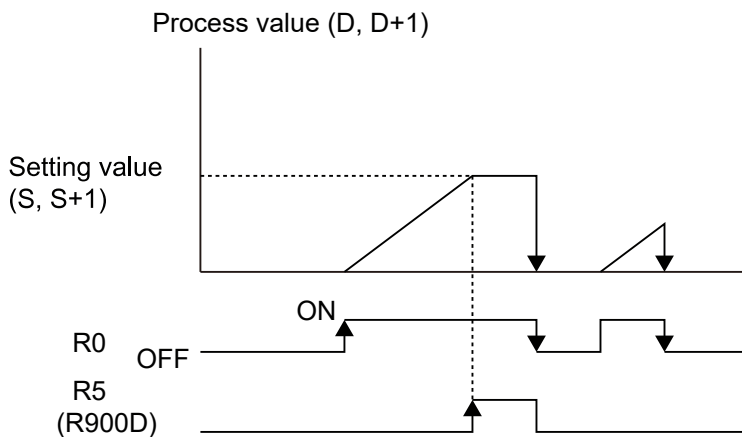 Process value (D, D+1)
Setting value
(S, S+1)
ON
R0
OFF
R5
(R900D)